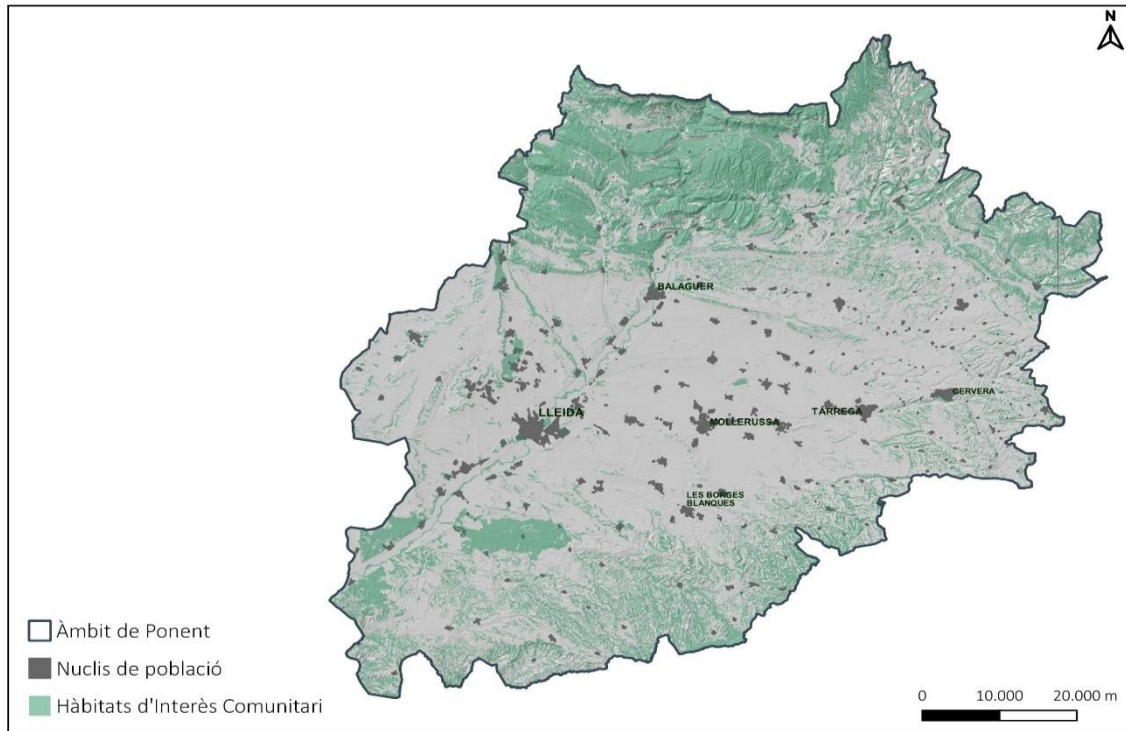 N
BALAGUER
LLEIDA
MOLLERUSSA
TÀRREGA
CERVERA
LES BORGES
BLANQUES
Àmbit de Ponent
Nuclis de població
Hàbitats d'Interès Comunitari
0 10.000 20.000 m